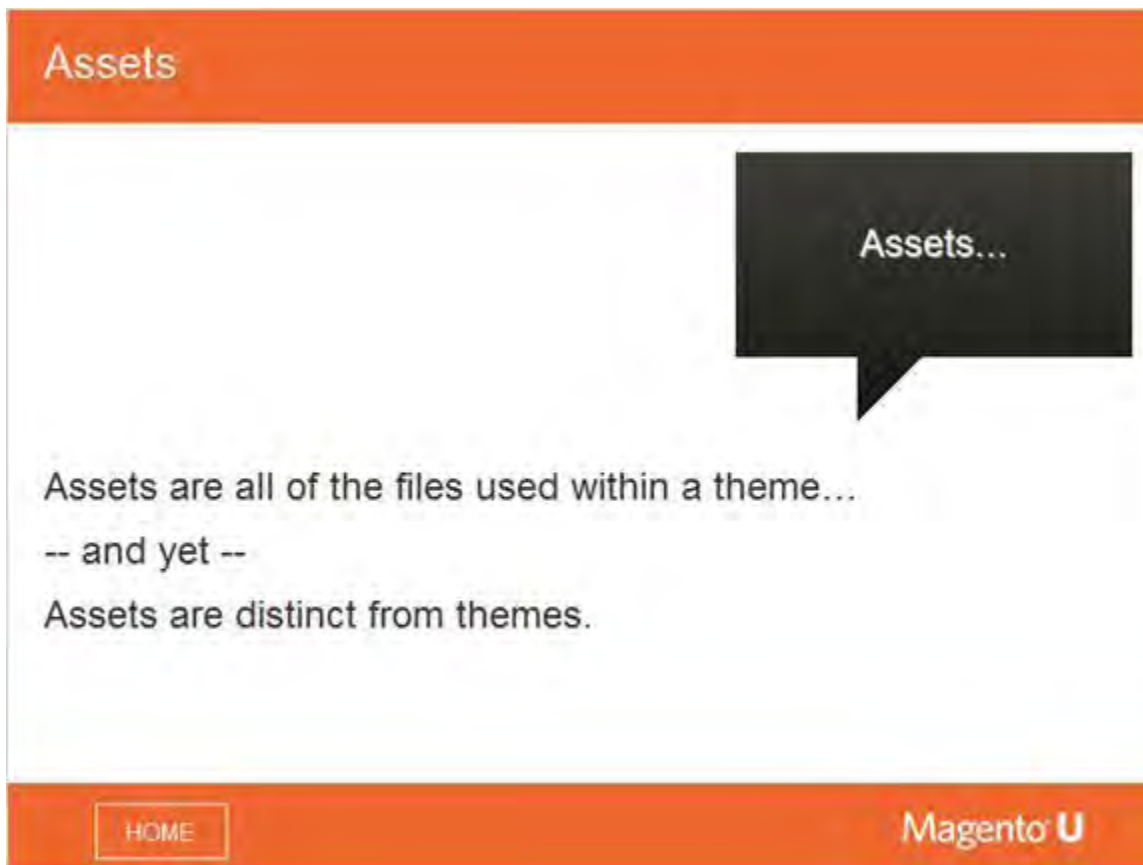 Assets
Assets...
Assets are all of the files used within a theme...
-- and yet --
Assets are distinct from themes.
HOME
Magento U